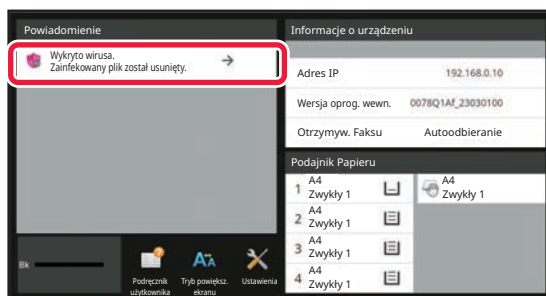 Powiadomienie
Wykryto wirusa.
Zainfekowany plik został usunięty.
Bk
Podręcznik
użytkownika
Tryb powiększ.
ekranu
Ustawienia
Informacje o urządzeniu
Adres IP 192.168.0.10
Wersja oprog. wewn. 0078Q1Af_23030100
Otrzymyw. Faksu Autoodbieranie
Podajnik Papieru
1 A4
Zwykły 1
A4
Zwykły 1
2 A4
Zwykły 1
3 A4
Zwykły 1
4 A4
Zwykły 1